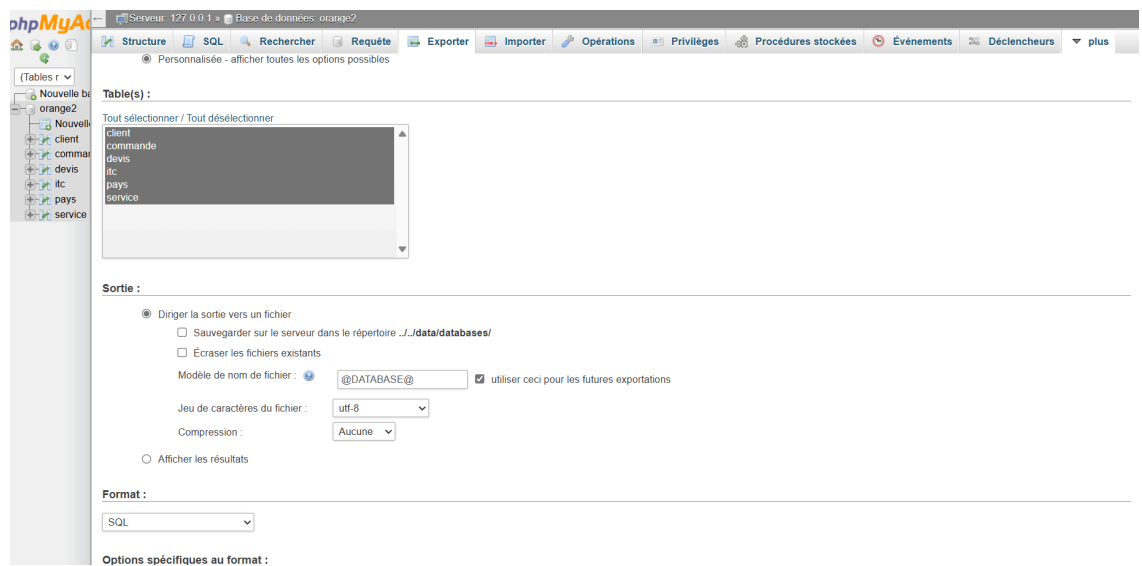 phpMyA
Serveur: 127.0.0.1 » Base de données: orange2
Structure SQL Rechercher Requête Exporter Importer Opérations Privilèges Procédures stockées Événements Déclencheurs plus
(Tables r
Nouvelle ba
orange2
Nouvell
client
commar
devis
itc
pays
service
Personnalisée - afficher toutes les options possibles
Table(s) :
Tout sélectionner / Tout désélectionner
client
commande
devis
itc
pays
service
Sortie :
Diriger la sortie vers un fichier
Sauvegarder sur le serveur dans le répertoire ../../data/databases/
Écraser les fichiers existants
Modèle de nom de fichier : @DATABASE@ utiliser ceci pour les futures exportations
Jeu de caractères du fichier : utf-8
Compression : Aucune
Afficher les résultats
Format :
SQL
Options spécifiques au format :